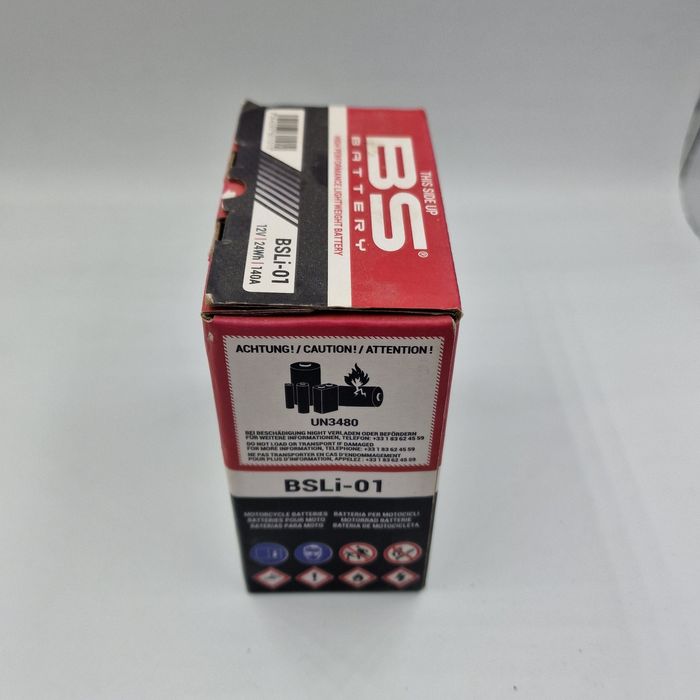 BS®
BATTERY
THIS SIDE UP
HIGH PERFORMANCE LIGHTWEIGHT BATTERY
BSLi-01
12V | 24Wh | 140A
ACHTUNG! / CAUTION! / ATTENTION !
UN3480
BEI BESCHÄDIGUNG NIGHT VERLADEN ODER BEFÖRDERN
FÜR WEITERE INFORMATIONEN, TELEFON: +33 1 83 62 45 59
DO NOT LOAD OR TRANSPORT IF DAMAGED
FOR MORE INFORMATION, TELEPHONE: +33 1 83 62 45 59
NE PAS TRANSPORTER EN CAS D'ENDOMMAGEMENT
POUR PLUS D'INFORMATION, APPELEZ : +33 1 83 62 45 59
BSLi-01
MOTORCYCLE BATTERIES BATTERIA PER MOTOCICLI
BATTERIES POUR MOTO MOTORRAD BATTERIE
BATERIAS PARA MOTO BATERIA DE MOTOCICLETA